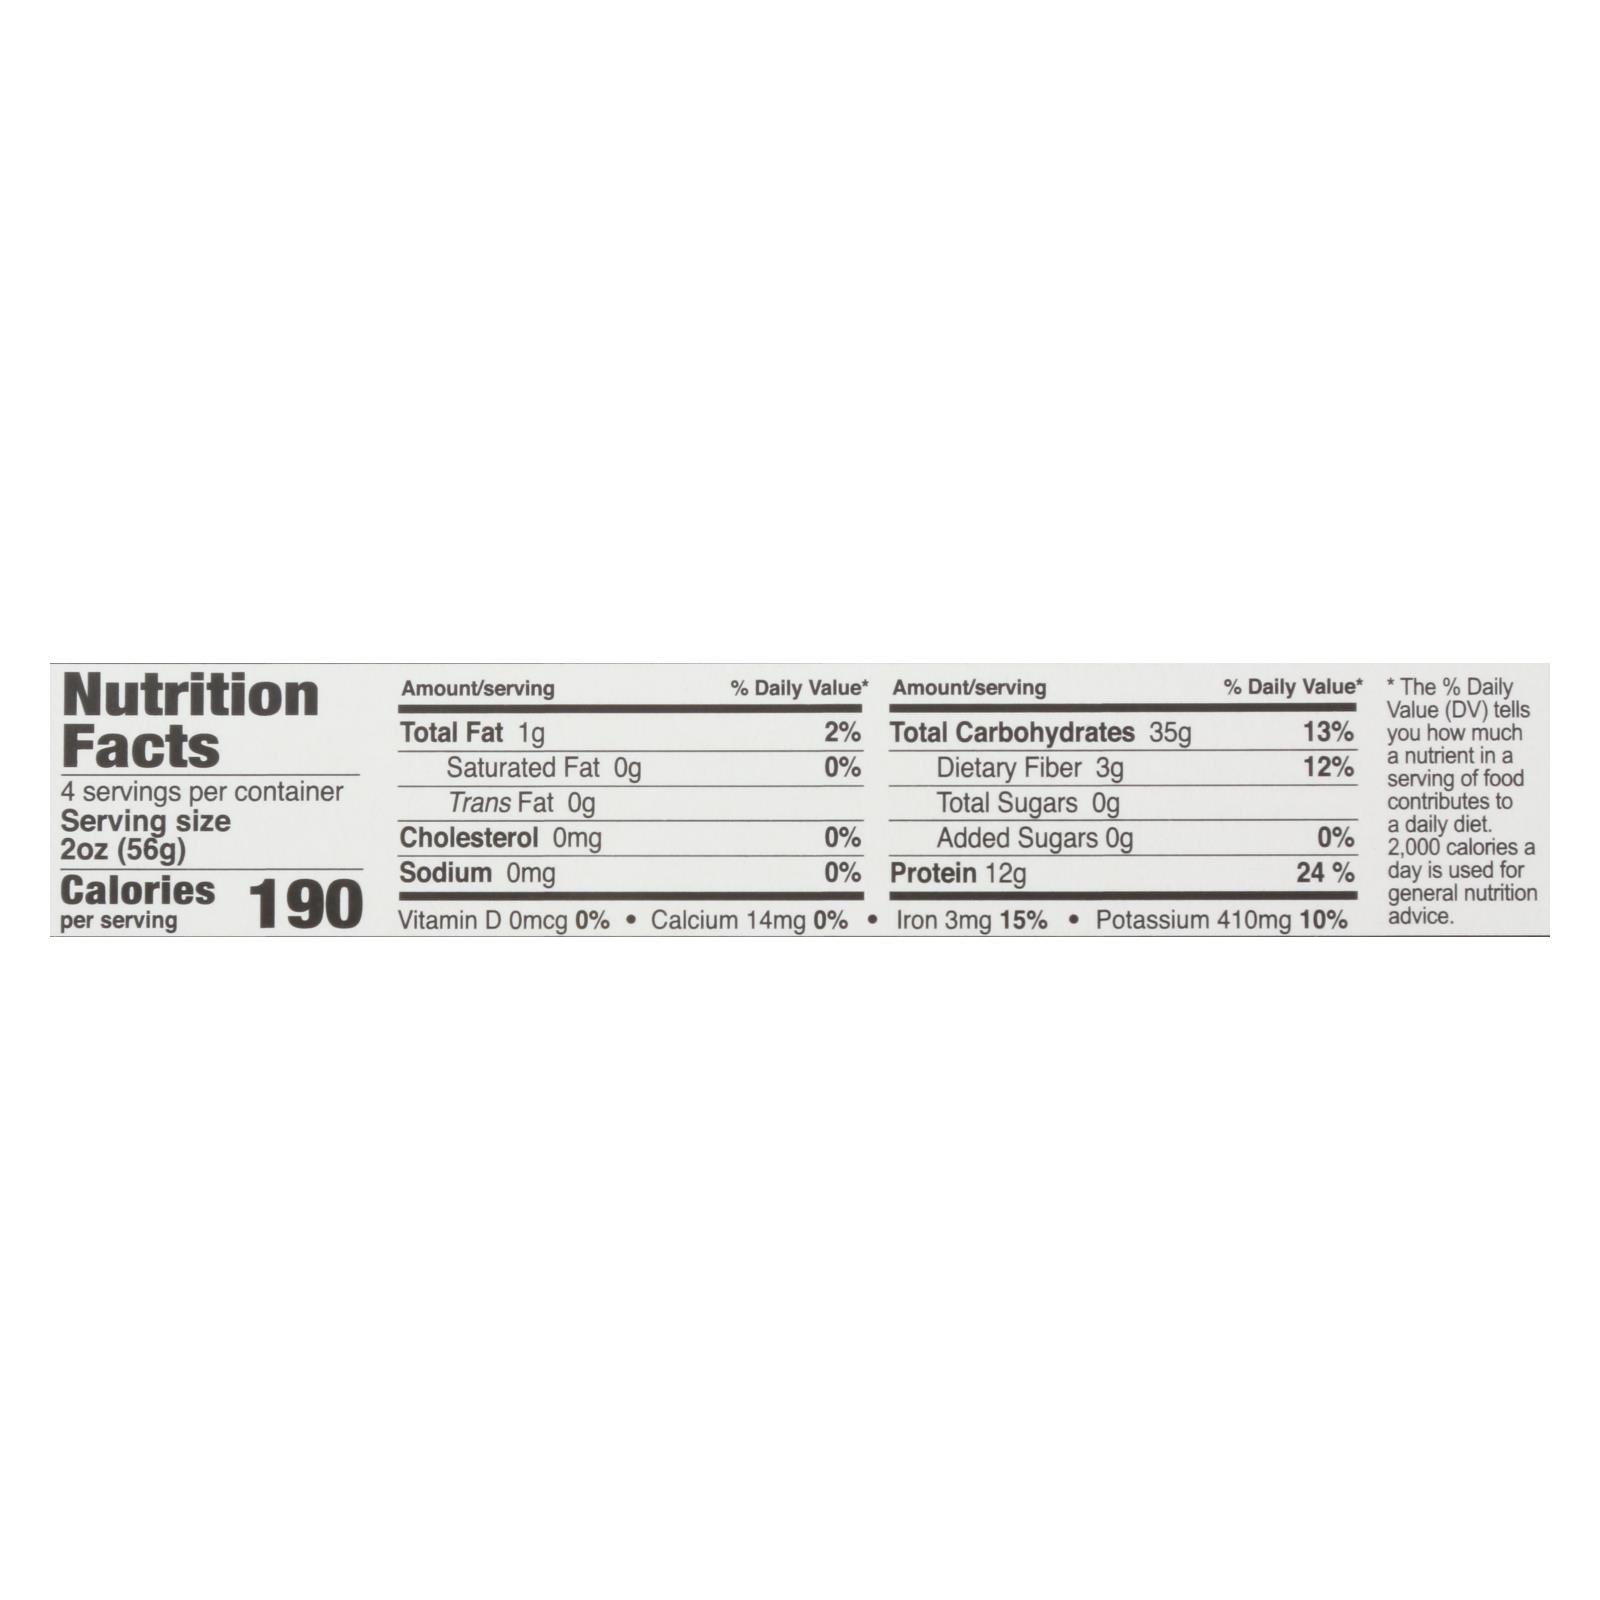 Nutrition
Facts
4 servings per container
Serving size
2oz (56g)
Calories 190
per serving
Amount/serving % Daily Value*
Total Fat 1g 2%
Saturated Fat 0g 0%
Trans Fat 0g
Cholesterol 0mg 0%
Sodium 0mg 0%
Amount/serving % Daily Value*
Total Carbohydrates 35g 13%
Dietary Fiber 3g 12%
Total Sugars 0g
Added Sugars 0g 0%
Protein 12g 24 %
Vitamin D 0mcg 0% • Calcium 14mg 0% • Iron 3mg 15% • Potassium 410mg 10%
* The % Daily
Value (DV) tells
you how much
a nutrient in a
serving of food
contributes to
a daily diet.
2,000 calories a
day is used for
general nutrition
advice.